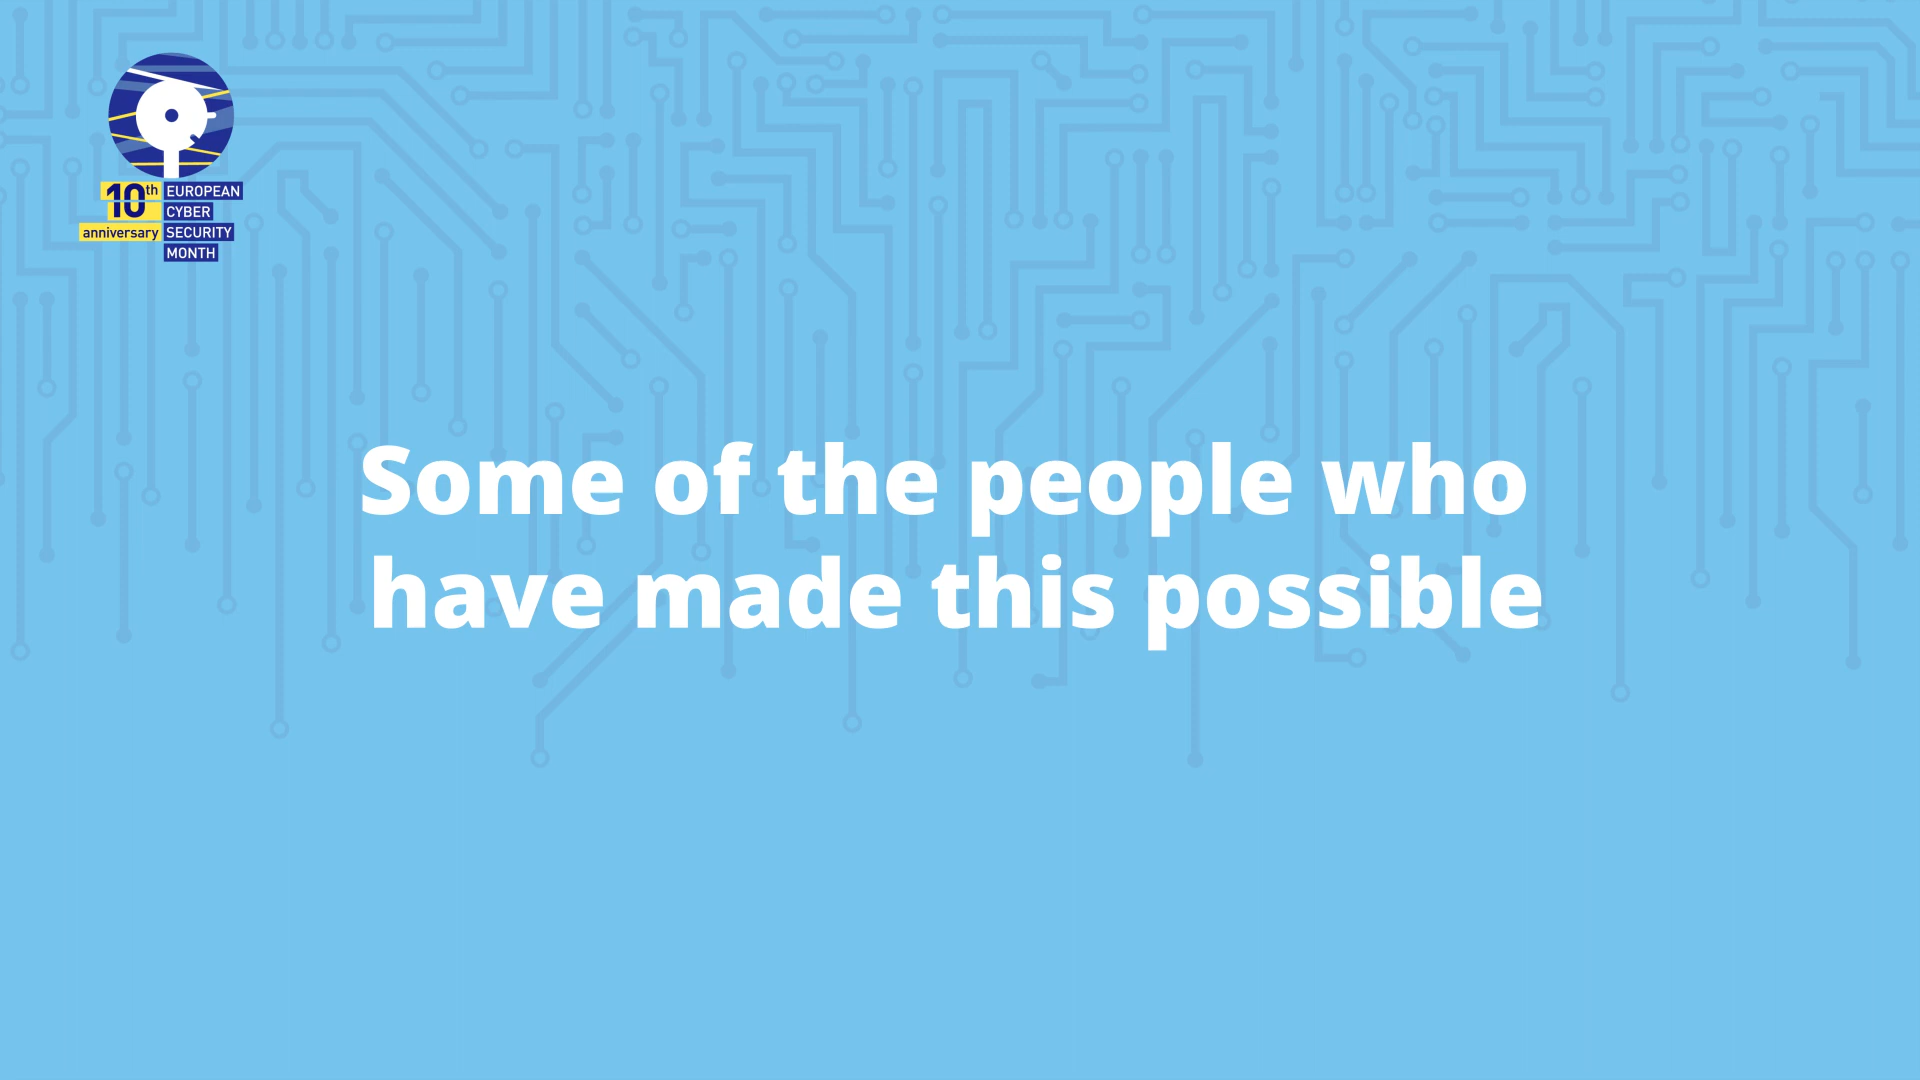 10th EUROPEAN
CYBER
anniversary SECURITY
MONTH
Some of the people who
have made this possible